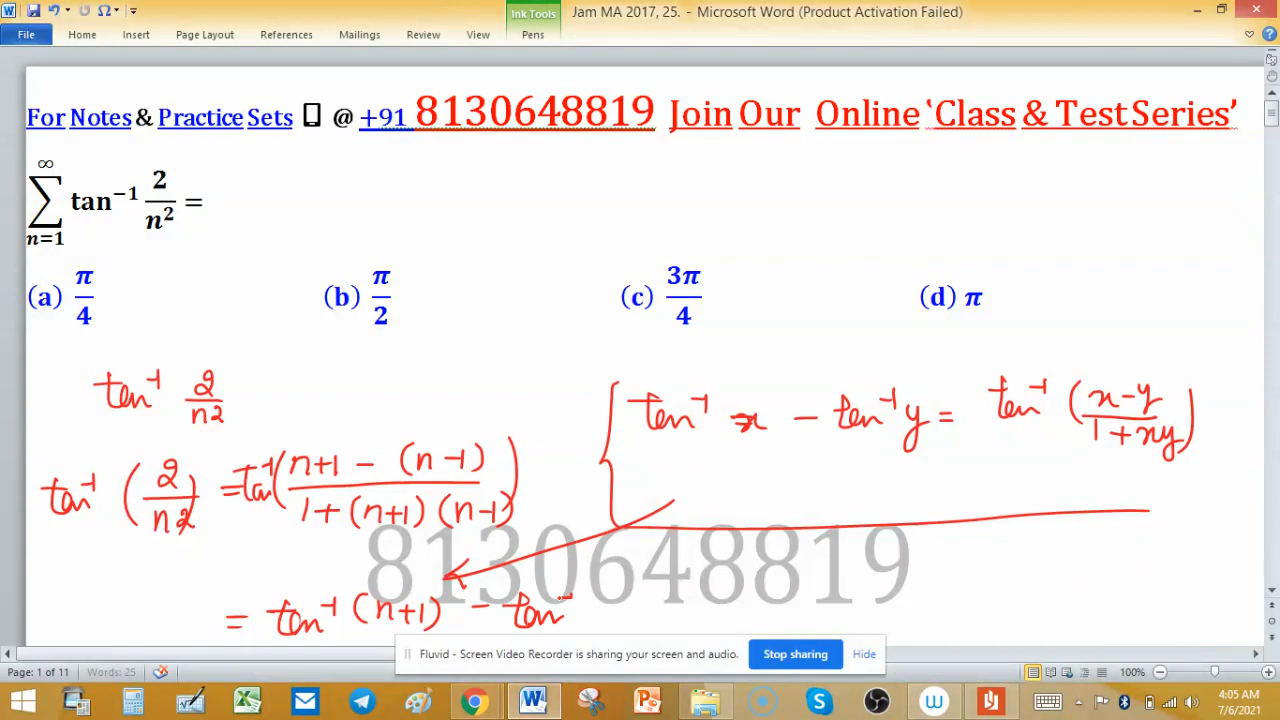 Jam MA 2017, 25. - Microsoft Word (Product Activation Failed)
Ink Tools
File Home Insert Page Layout References Mailings Review View Pens
For Notes & Practice Sets @ +91 8130648819 Join Our Online 'Class & Test Series'
∑_{n=1}^{∞} tan⁻¹ 2/n² =
(a) π/4 (b) π/2 (c) 3π/4 (d) π
tan⁻¹ 2/n²
tan⁻¹ x - tan⁻¹ y = tan⁻¹ (x-y / 1+xy)
tan⁻¹ (2/n²) = tan⁻¹ (n+1 - (n-1) / 1+(n+1)(n-1))
8130648819
= tan⁻¹ (n+1) - tan⁻
Fluvid - Screen Video Recorder is sharing your screen and audio. Stop sharing Hide
Page: 1 of 11 Words: 25 100%
4:05 AM
7/6/2021